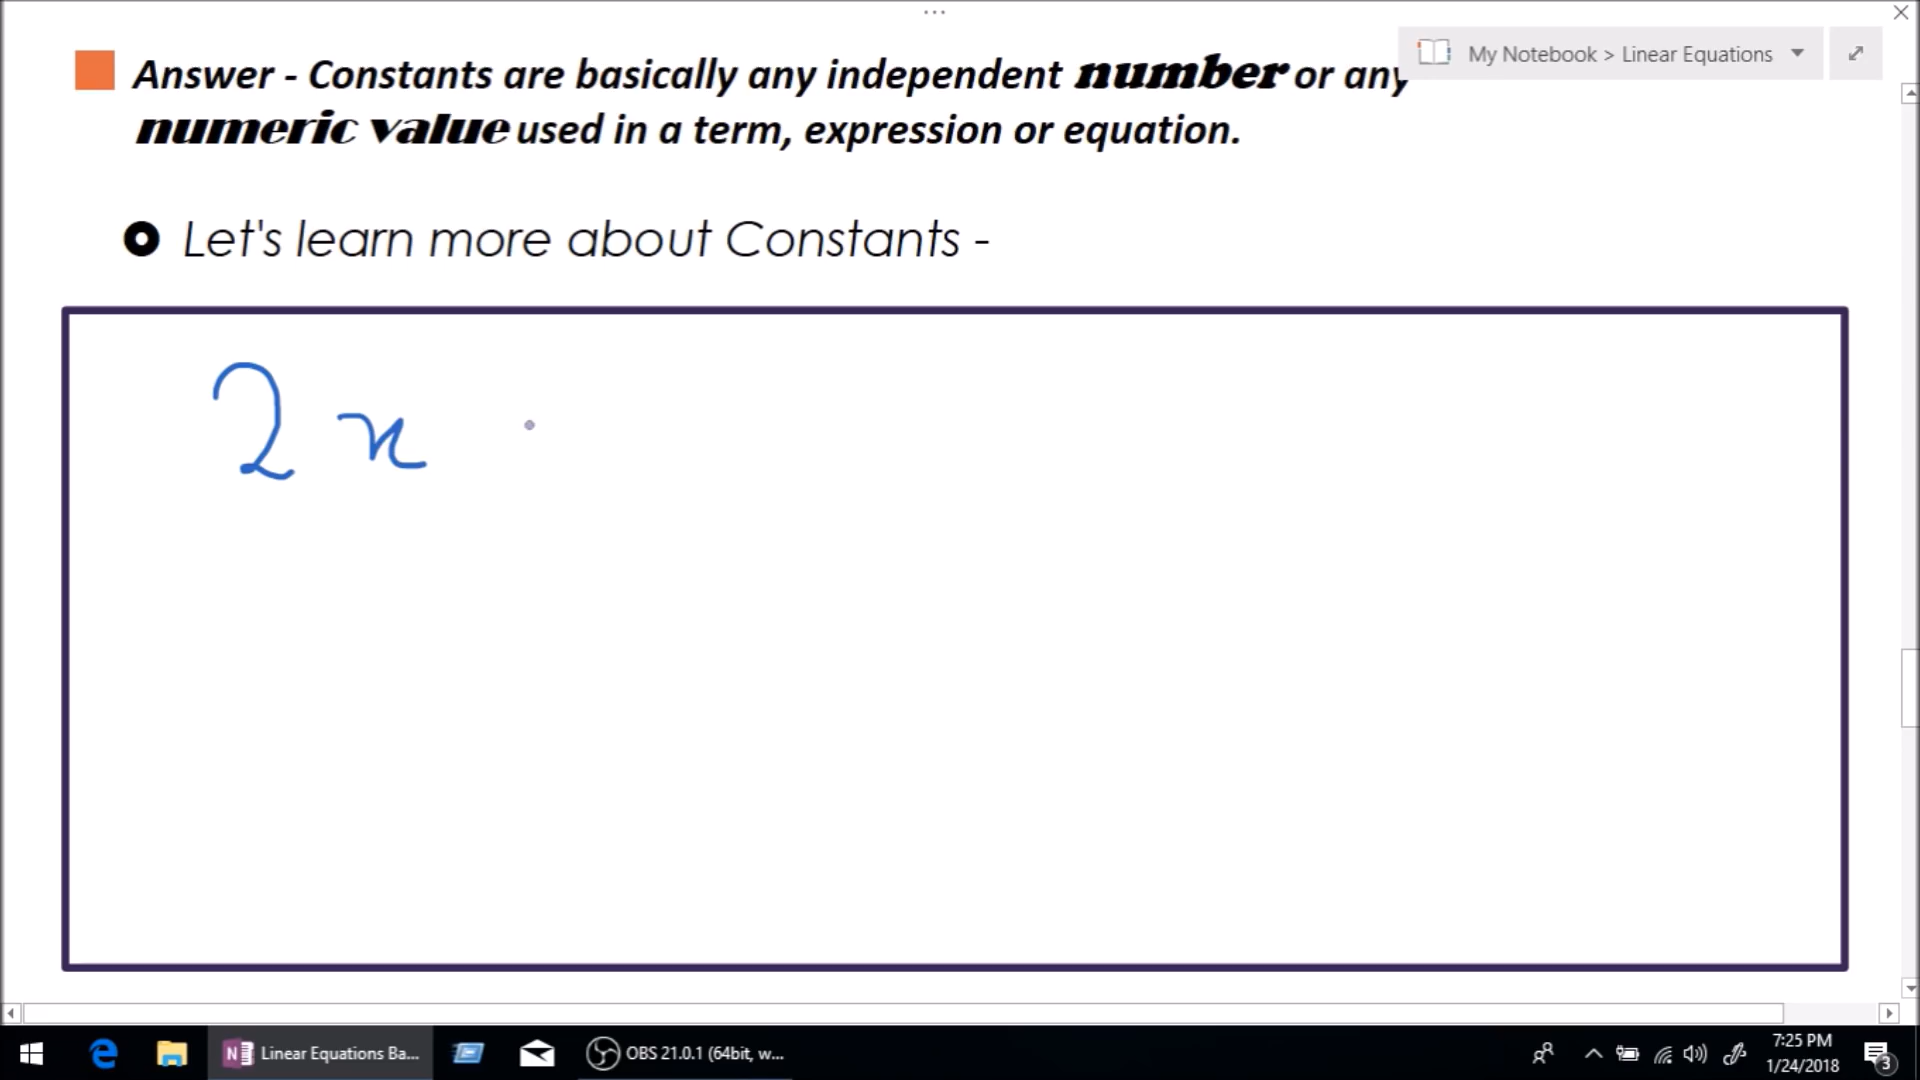 My Notebook > Linear Equations
Answer - Constants are basically any independent number or any
numeric value used in a term, expression or equation.
Let's learn more about Constants -
2x
Linear Equations Ba...
OBS 21.0.1 (64bit, w...
7:25 PM
1/24/2018
3